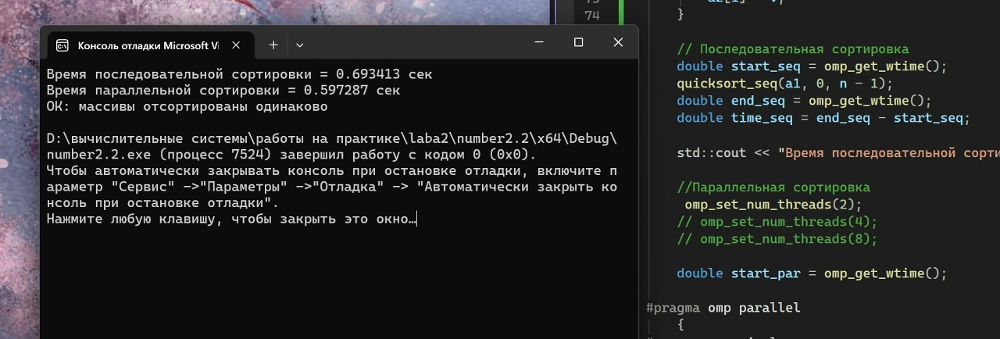 Консоль отладки Microsoft Vi
Время последовательной сортировки = 0.693413 сек
Время параллельной сортировки = 0.597287 сек
ОК: массивы отсортированы одинаково
D:\вычислительные системы\работы на практике\laba2\number2.2\x64\Debug\
number2.2.exe (процесс 7524) завершил работу с кодом 0 (0x0).
Чтобы автоматически закрывать консоль при остановке отладки, включите п
араметр "Сервис" ->"Параметры" ->"Отладка" -> "Автоматически закрыть ко
нсоль при остановке отладки".
Нажмите любую клавишу, чтобы закрыть это окно…
74
}
// Последовательная сортировка
double start_seq = omp_get_wtime();
quicksort_seq(a1, 0, n - 1);
double end_seq = omp_get_wtime();
double time_seq = end_seq - start_seq;
std::cout << "Время последовательной сорти
//Параллельная сортировка
omp_set_num_threads(2);
// omp_set_num_threads(4);
// omp_set_num_threads(8);
double start_par = omp_get_wtime();
#pragma omp parallel
{